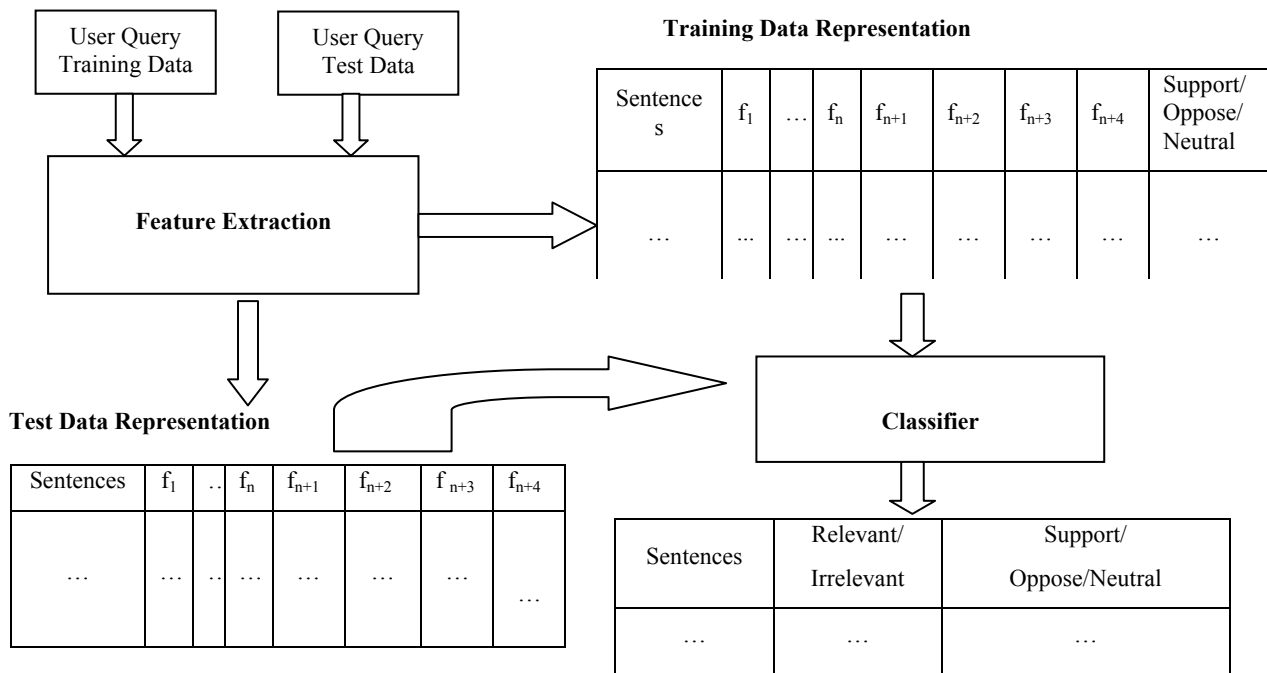 User Query
Training Data
User Query
Test Data
Training Data Representation
Sentence
s
f1 … fn fn+1 fn+2 fn+3 fn+4
Support/
Oppose/
Neutral
… ... … ... … … … … …
Feature Extraction
Classifier
Test Data Representation
Sentences f1 .. fn fn+1 fn+2 f n+3 fn+4
… … .. … … … … …
Sentences
Relevant/
Irrelevant
Support/
Oppose/Neutral
… … …